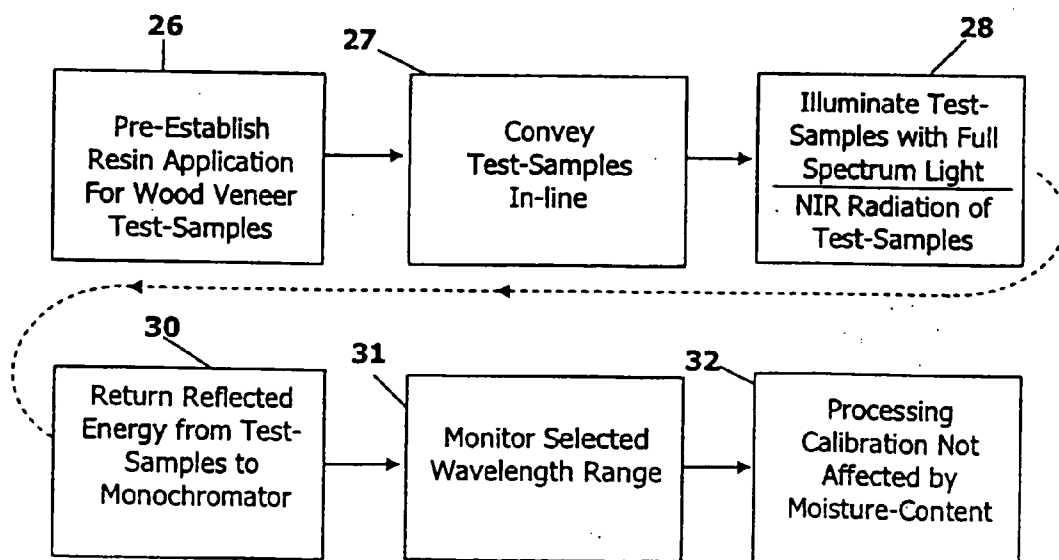 26
Pre-Establish
Resin Application
For Wood Veneer
Test-Samples
27
Convey
Test-Samples
In-line
28
Illuminate Test-
Samples with Full
Spectrum Light
NIR Radiation of
Test-Samples
30
Return Reflected
Energy from Test-
Samples to
Monochromator
31
Monitor Selected
Wavelength Range
32
Processing
Calibration Not
Affected by
Moisture-Content